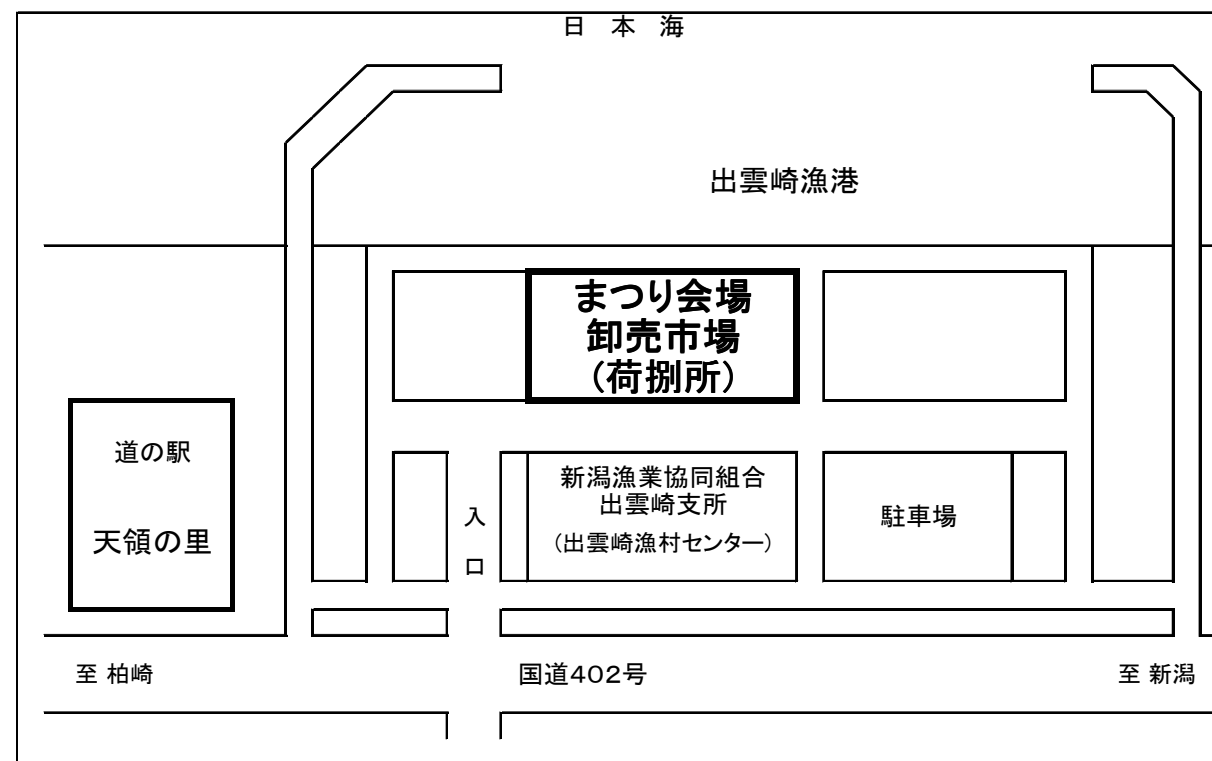 日 本 海
出雲崎漁港
まつり会場
卸売市場
(荷捌所)
道の駅
天領の里
入
口
新潟漁業協同組合
出雲崎支所
(出雲崎漁村センター)
駐車場
至 柏崎
国道402号
至 新潟